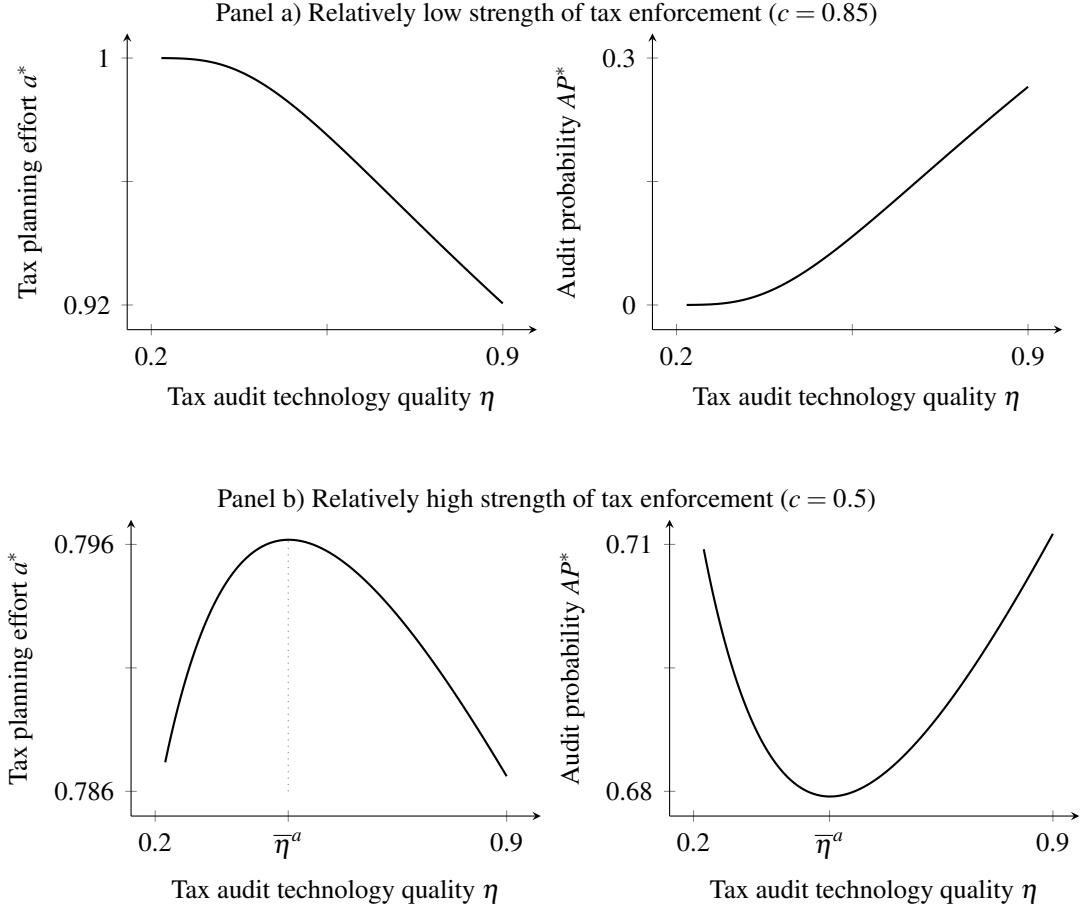 Panel a) Relatively low strength of tax enforcement (c = 0.85)
Tax planning effort a*
1
0.92
0.2
0.9
Tax audit technology quality η
Audit probability AP*
0.3
0
0.2
0.9
Tax audit technology quality η
Panel b) Relatively high strength of tax enforcement (c = 0.5)
Tax planning effort a*
0.796
0.786
0.2
η̅ᵃ
0.9
Tax audit technology quality η
Audit probability AP*
0.71
0.68
0.2
η̅ᵃ
0.9
Tax audit technology quality η